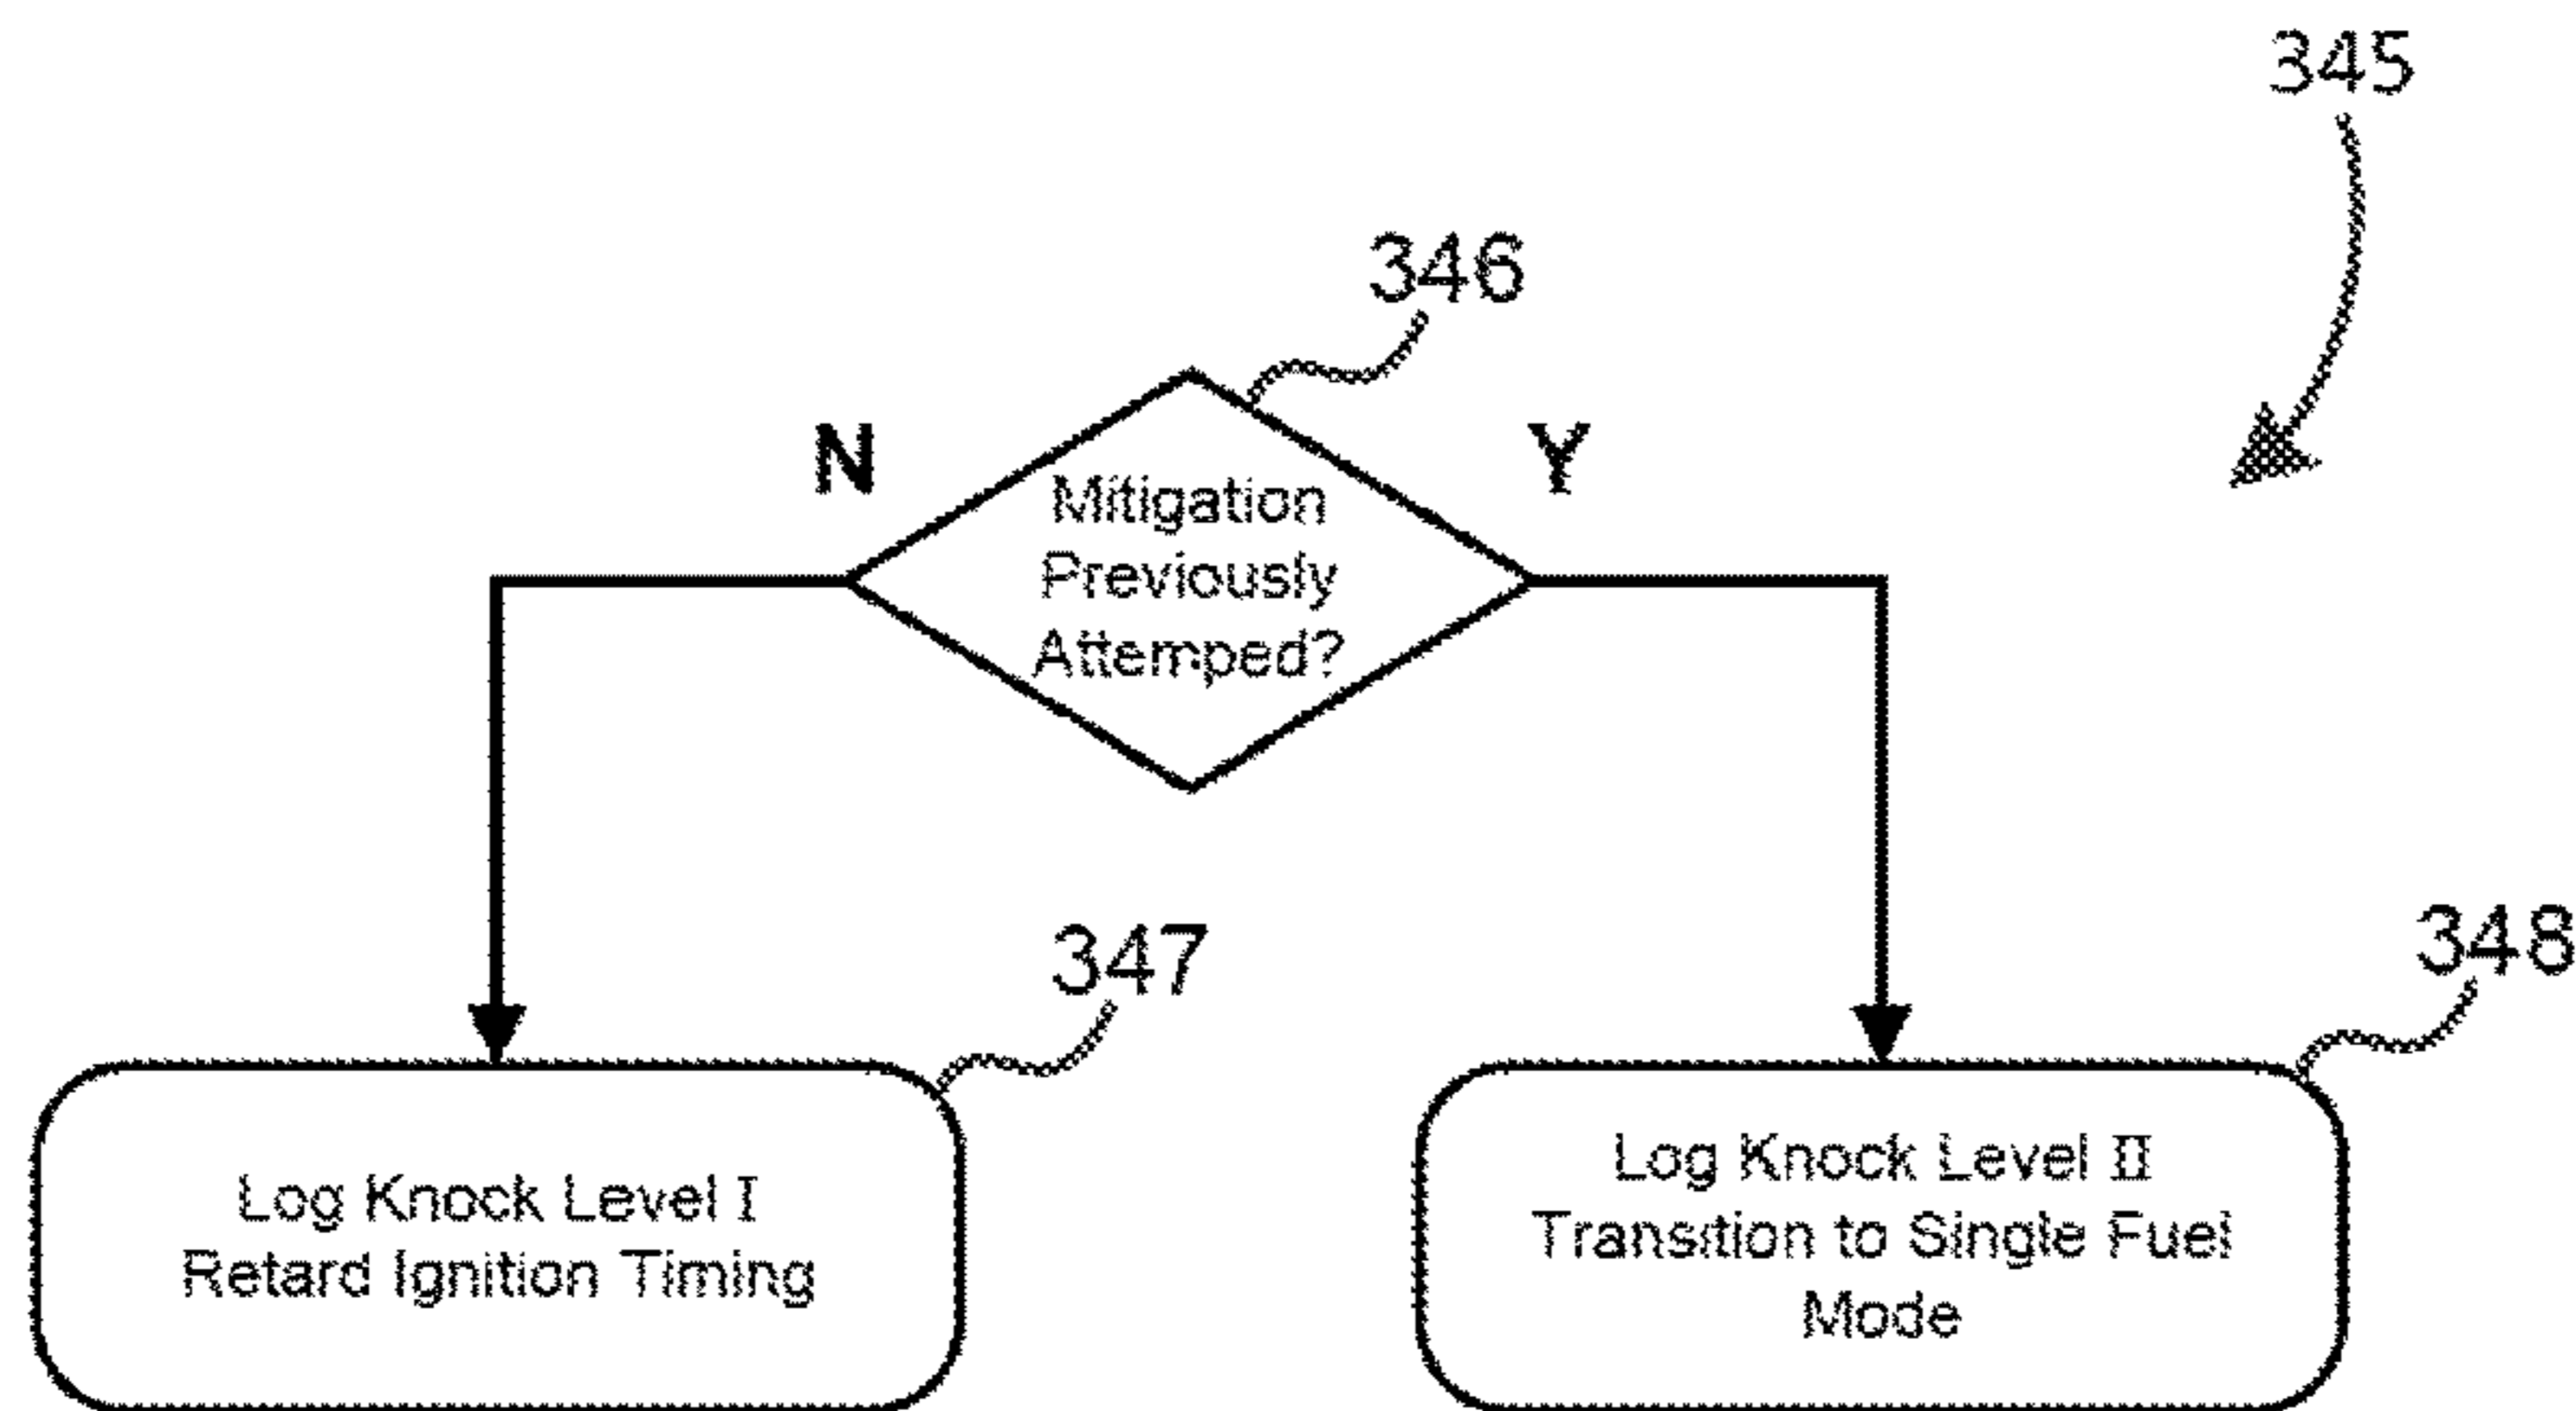 345
346
N
Y
Mitigation
Previously
Attemped?
347
348
Log Knock Level I
Retard Ignition Timing
Log Knock Level II
Transition to Single Fuel
Mode